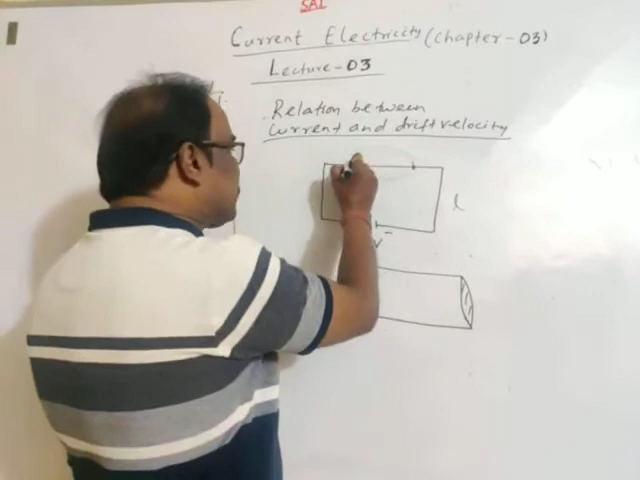 SAI
Current Electricity (Chapter-03)
Lecture-03
Relation between
current and drift velocity
l
V